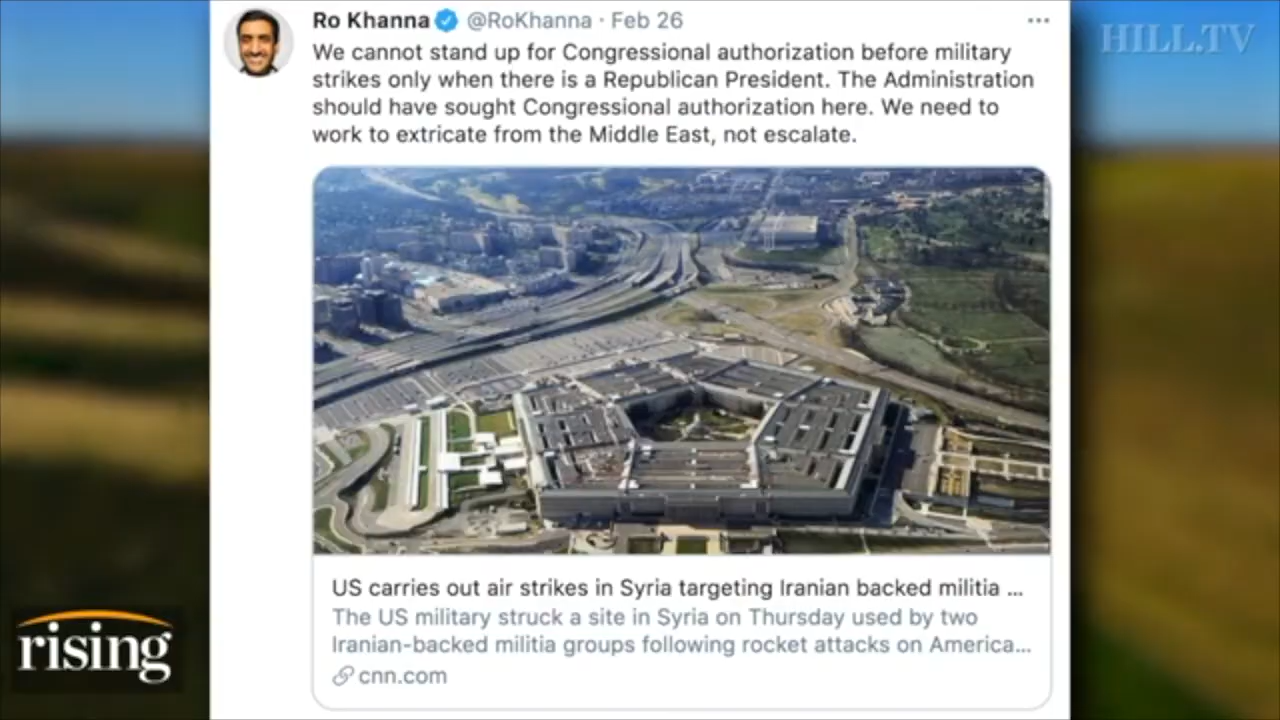 Ro Khanna @RoKhanna · Feb 26
HILL.TV
We cannot stand up for Congressional authorization before military
strikes only when there is a Republican President. The Administration
should have sought Congressional authorization here. We need to
work to extricate from the Middle East, not escalate.
US carries out air strikes in Syria targeting Iranian backed militia ...
The US military struck a site in Syria on Thursday used by two
Iranian-backed militia groups following rocket attacks on America...
cnn.com
rising